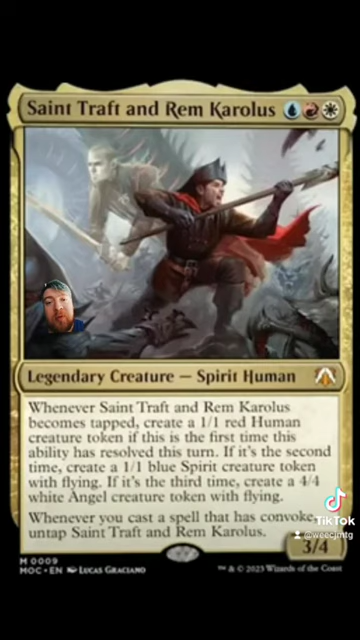 Saint Traft and Rem Karolus
Legendary Creature — Spirit Human
Whenever Saint Traft and Rem Karolus
becomes tapped, create a 1/1 red Human
creature token if this is the first time this
ability has resolved this turn. If it's the second
time, create a 1/1 blue Spirit creature token
with flying. If it's the third time, create a 4/4
white Angel creature token with flying.
Whenever you cast a spell that has convoke,
untap Saint Traft and Rem Karolus.
3/4
M 0009
MOC • EN LUCAS GRACIANO
™ & © 2023 Wizards of the Coast
TikTok
@weecjmtg